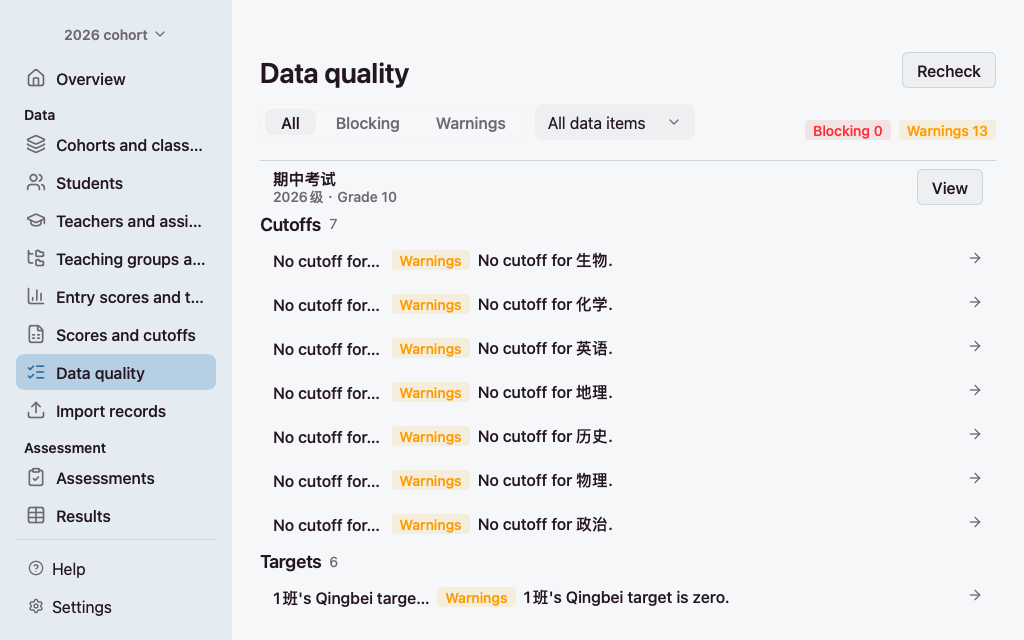 2026 cohort
Overview
Data
Cohorts and class...
Students
Teachers and assi...
Teaching groups a...
Entry scores and t...
Scores and cutoffs
Data quality
Import records
Assessment
Assessments
Results
Help
Settings
Data quality
Recheck
All
Blocking
Warnings
All data items
Blocking 0
Warnings 13
期中考试
2026级 · Grade 10
View
Cutoffs 7
No cutoff for... Warnings No cutoff for 生物.
No cutoff for... Warnings No cutoff for 化学.
No cutoff for... Warnings No cutoff for 英语.
No cutoff for... Warnings No cutoff for 地理.
No cutoff for... Warnings No cutoff for 历史.
No cutoff for... Warnings No cutoff for 物理.
No cutoff for... Warnings No cutoff for 政治.
Targets 6
1班's Qingbei targe... Warnings 1班's Qingbei target is zero.